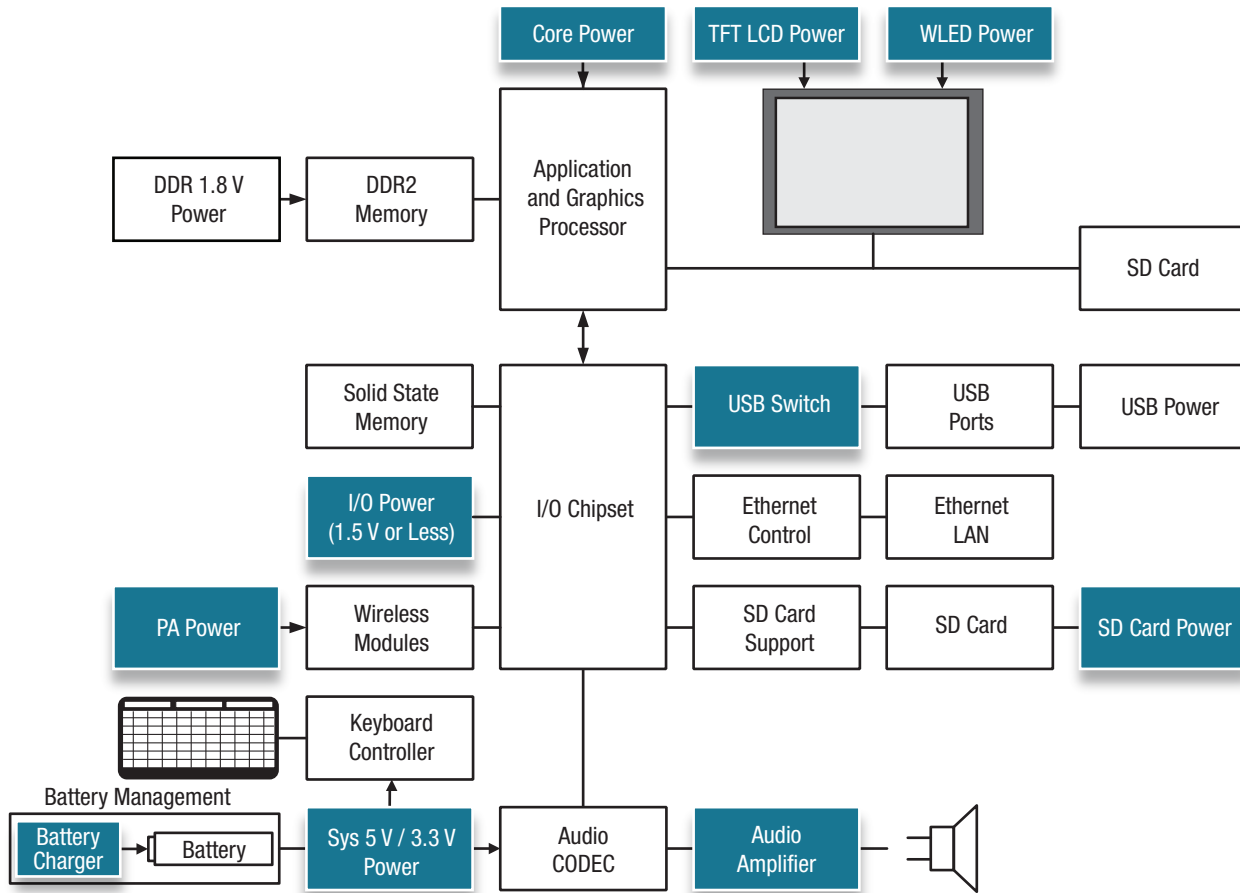 Core Power
TFT LCD Power
WLED Power
DDR 1.8 V
Power
DDR2
Memory
Application
and Graphics
Processor
SD Card
Solid State
Memory
USB Switch
USB
Ports
USB Power
I/O Power
(1.5 V or Less)
I/O Chipset
Ethernet
Control
Ethernet
LAN
PA Power
Wireless
Modules
SD Card
Support
SD Card
SD Card Power
Keyboard
Controller
Battery Management
Battery
Charger
Battery
Sys 5 V / 3.3 V
Power
Audio
CODEC
Audio
Amplifier